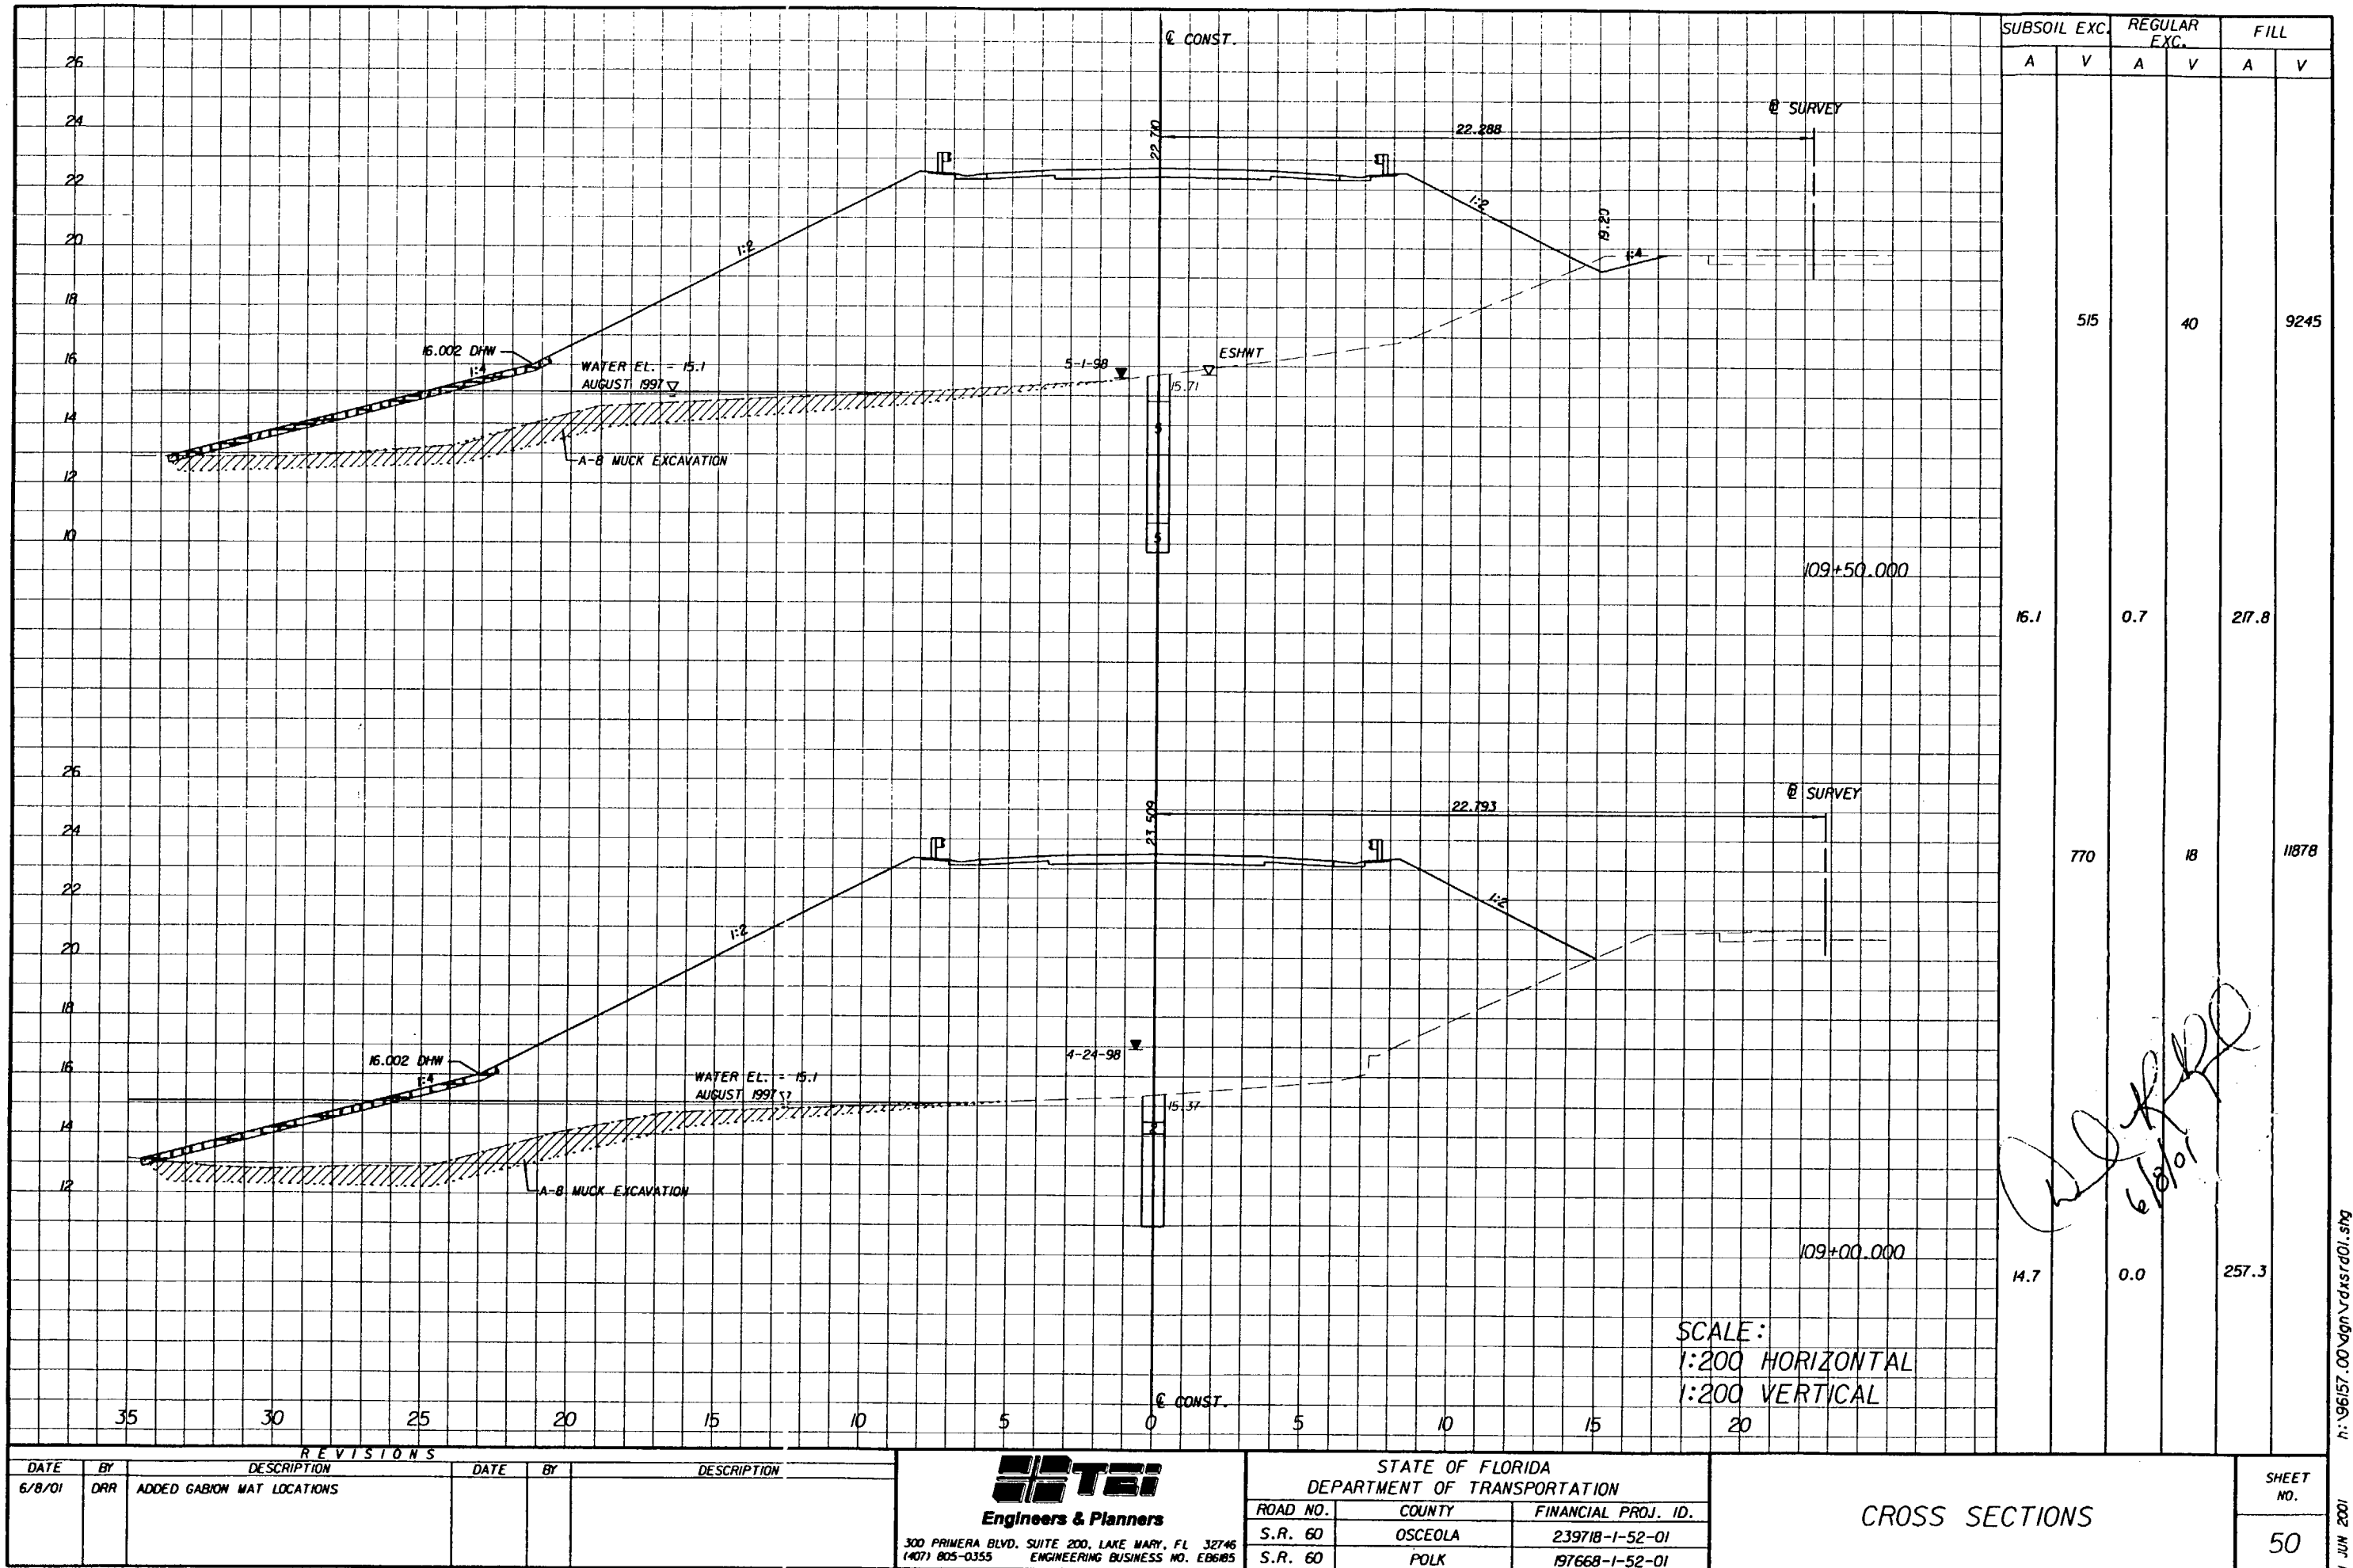 SUBSOIL EXC. REGULAR EXC. FILL
A V A V A V
℄ CONST.
26
24
22
20
18
16
14
12
10
22.710
22.288
℄ SURVEY
1:2
1:2
19.20
1:4
16.002 DHW
1:4
WATER EL. = 15.1
AUGUST 1997
5-1-98
ESHWT
15.71
5
5
A-8 MUCK EXCAVATION
515 40 9245
109+50.000
16.1 0.7 217.8
26
24
22
20
18
16
14
12
23.509
22.793
℄ SURVEY
1:2
1:2
770 18 11878
16.002 DHW
1:4
WATER EL. = 15.1
AUGUST 1997
4-24-98
15.37
2
A-8 MUCK EXCAVATION
6/8/01
109+00.000
14.7 0.0 257.3
SCALE:
1:200 HORIZONTAL
1:200 VERTICAL
℄ CONST.
35 30 25 20 15 10 5 0 5 10 15 20
REVISIONS
DATE BY DESCRIPTION DATE BY DESCRIPTION
6/8/01 DRR ADDED GABION MAT LOCATIONS
TEI
Engineers & Planners
300 PRIMERA BLVD. SUITE 200, LAKE MARY, FL 32746
(407) 805-0355 ENGINEERING BUSINESS NO. EB6185
STATE OF FLORIDA
DEPARTMENT OF TRANSPORTATION
ROAD NO. COUNTY FINANCIAL PROJ. ID.
S.R. 60 OSCEOLA 239718-1-52-01
S.R. 60 POLK 197668-1-52-01
CROSS SECTIONS
SHEET NO.
50
h:\96157.00\dgn\rdxsrd01.shg
JUN 2001